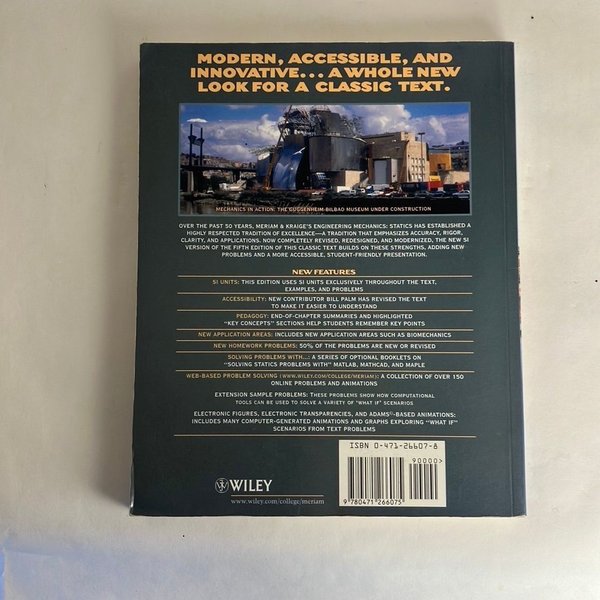 MODERN, ACCESSIBLE, AND
INNOVATIVE... A WHOLE NEW
LOOK FOR A CLASSIC TEXT.
MECHANICS IN ACTION: THE GUGGENHEIM BILBAO MUSEUM UNDER CONSTRUCTION
OVER THE PAST 50 YEARS, MERIAM & KRAIGE'S ENGINEERING MECHANICS: STATICS HAS ESTABLISHED A
HIGHLY RESPECTED TRADITION OF EXCELLENCE—A TRADITION THAT EMPHASIZES ACCURACY, RIGOR,
CLARITY, AND APPLICATIONS. NOW COMPLETELY REVISED, REDESIGNED, AND MODERNIZED, THE NEW SI
VERSION OF THE FIFTH EDITION OF THIS CLASSIC TEXT BUILDS ON THESE STRENGTHS, ADDING NEW
PROBLEMS AND A MORE ACCESSIBLE, STUDENT-FRIENDLY PRESENTATION.
NEW FEATURES
SI UNITS: THIS EDITION USES SI UNITS EXCLUSIVELY THROUGHOUT THE TEXT,
EXAMPLES, AND PROBLEMS
ACCESSIBILITY: NEW CONTRIBUTOR BILL PALM HAS REVISED THE TEXT
TO MAKE IT EASIER TO UNDERSTAND
PEDAGOGY: END-OF-CHAPTER SUMMARIES AND HIGHLIGHTED
"KEY CONCEPTS" SECTIONS HELP STUDENTS REMEMBER KEY POINTS
NEW APPLICATION AREAS: INCLUDES NEW APPLICATION AREAS SUCH AS BIOMECHANICS
NEW HOMEWORK PROBLEMS: 50% OF THE PROBLEMS ARE NEW OR REVISED
SOLVING PROBLEMS WITH...: A SERIES OF OPTIONAL BOOKLETS ON
"SOLVING STATICS PROBLEMS WITH" MATLAB, MATHCAD, AND MAPLE
WEB-BASED PROBLEM SOLVING (WWW.WILEY.COM/COLLEGE/MERIAM): A COLLECTION OF OVER 150
ONLINE PROBLEMS AND ANIMATIONS
EXTENSION SAMPLE PROBLEMS: THESE PROBLEMS SHOW HOW COMPUTATIONAL
TOOLS CAN BE USED TO SOLVE A VARIETY OF "WHAT IF" SCENARIOS
ELECTRONIC FIGURES, ELECTRONIC TRANSPARENCIES, AND ADAMS®-BASED ANIMATIONS:
INCLUDES MANY COMPUTER-GENERATED ANIMATIONS AND GRAPHS EXPLORING "WHAT IF"
SCENARIOS FROM TEXT PROBLEMS
ISBN 0-471-26607-8
90000>
9 780471 266075
WILEY
www.wiley.com/college/meriam